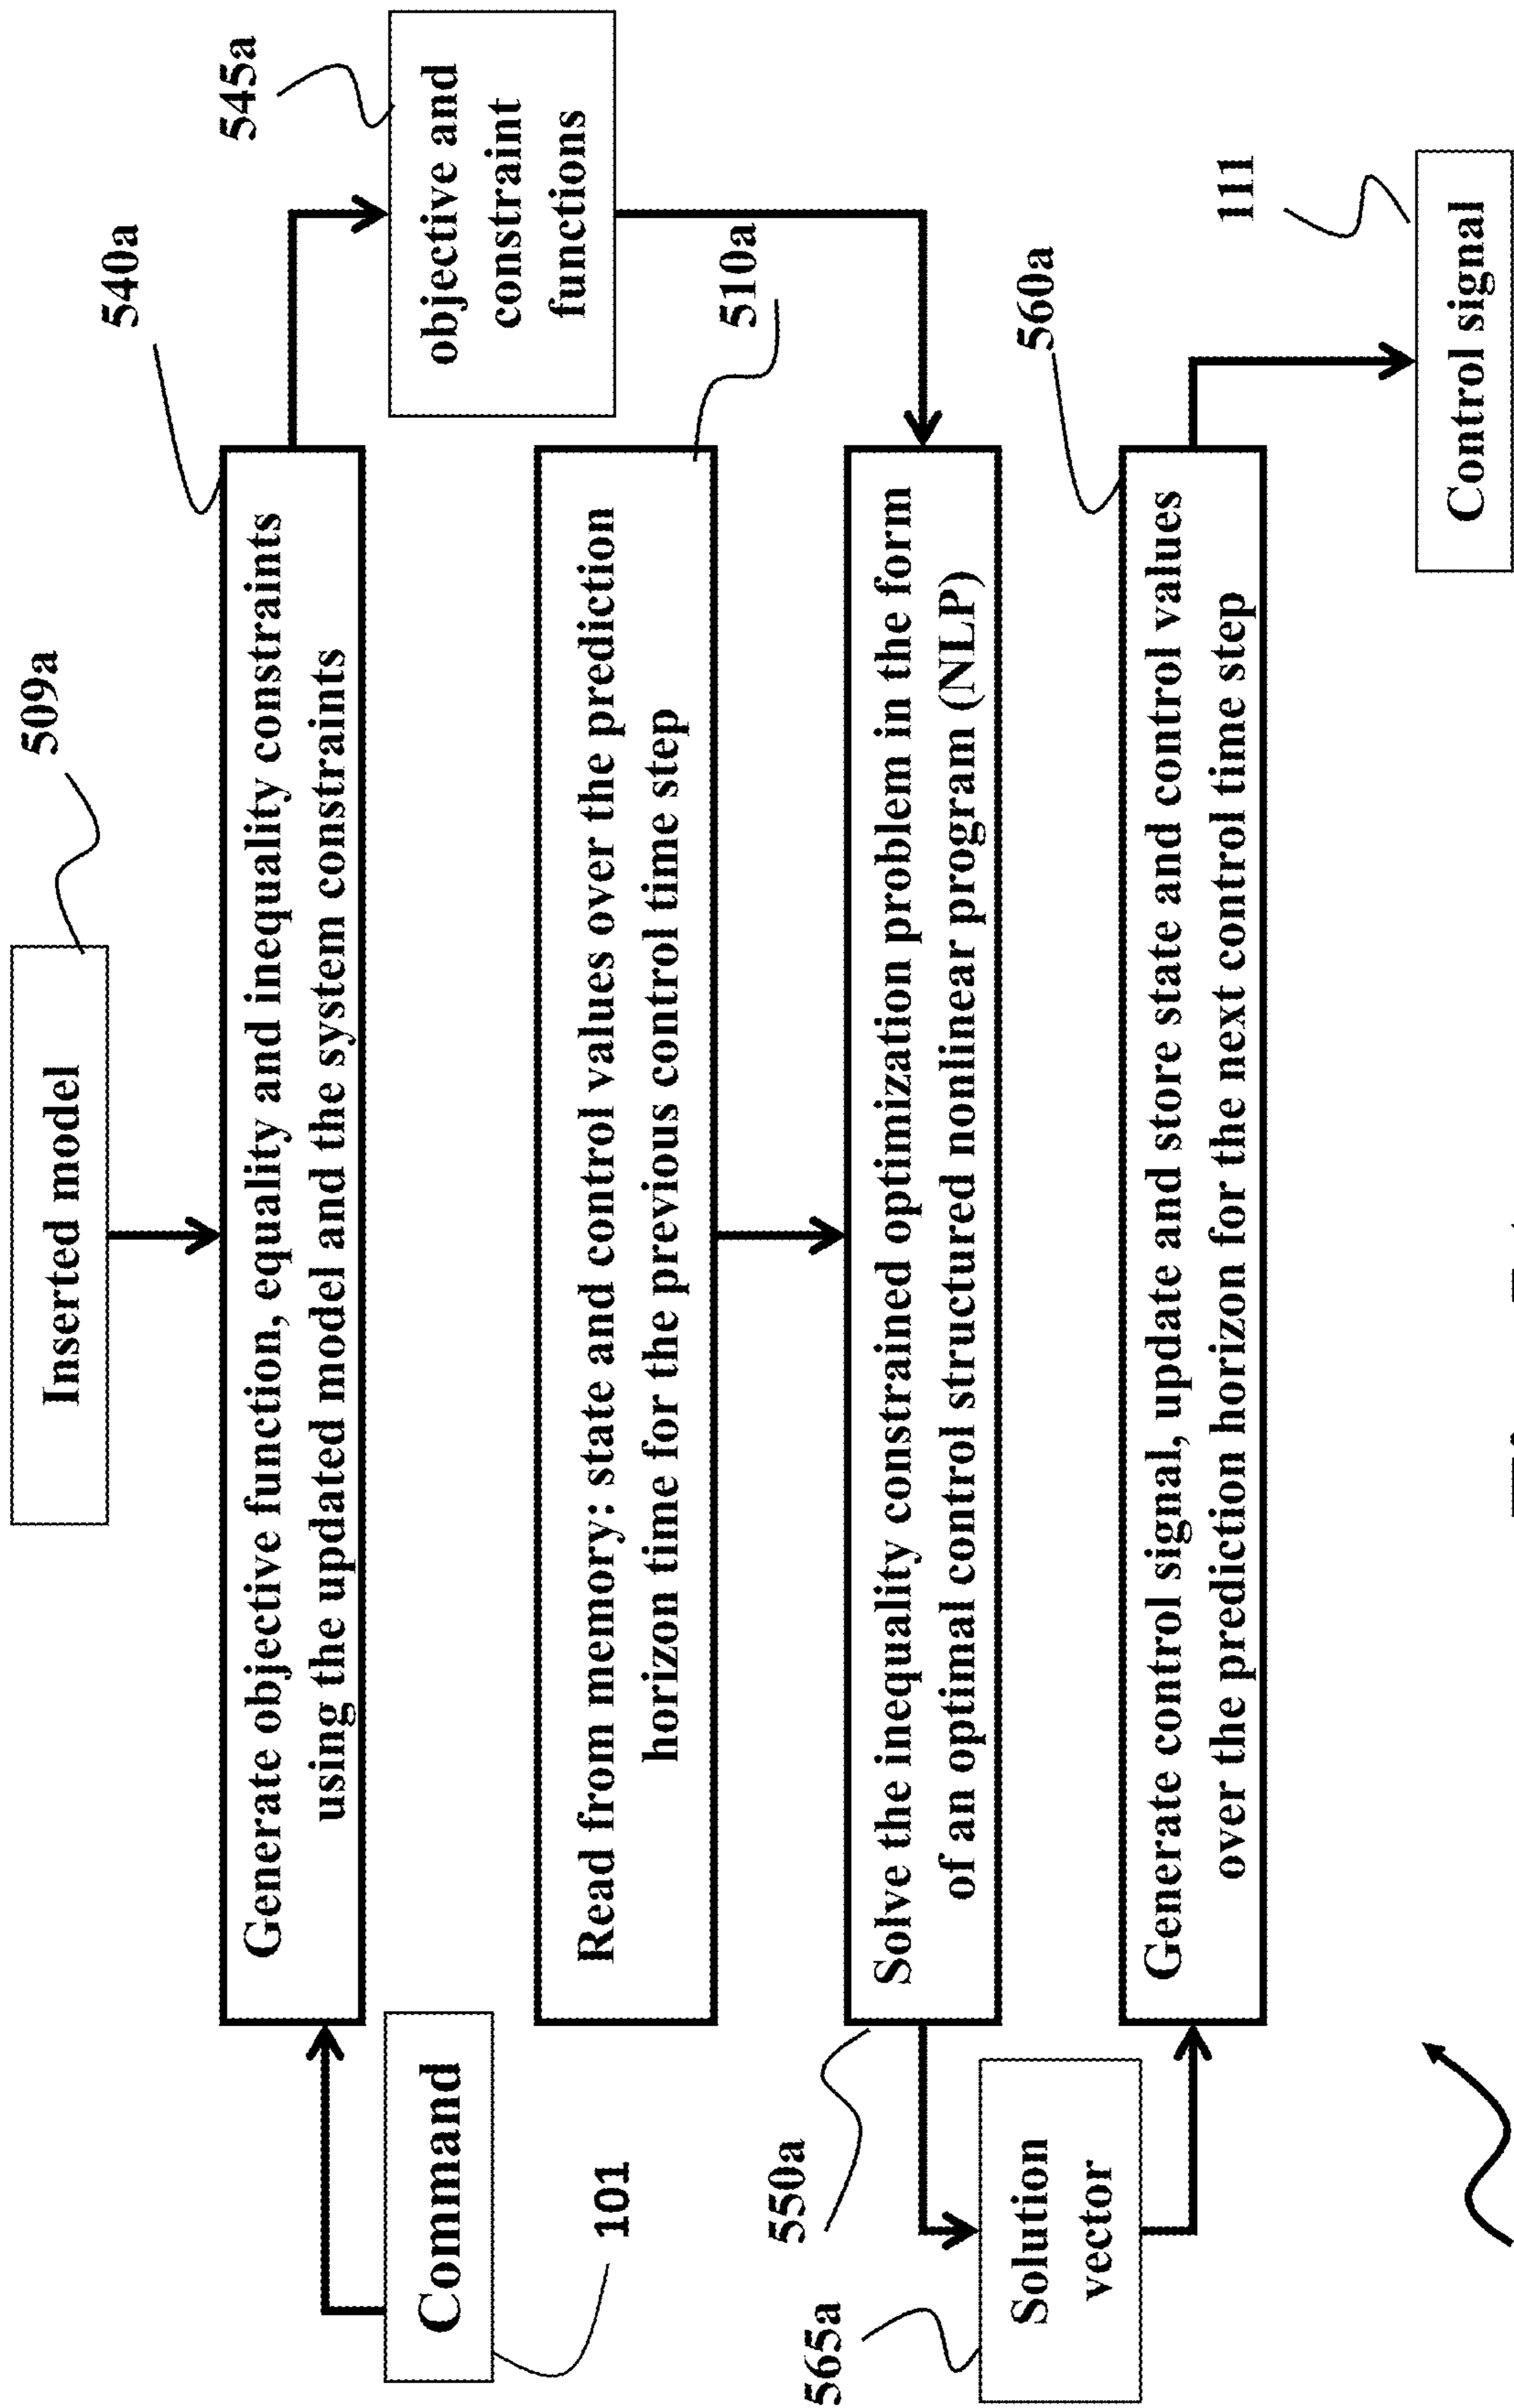 509a
Inserted model
540a
Generate objective function, equality and inequality constraints
using the updated model and the system constraints
Command
101
545a
objective and
constraint
functions
510a
Read from memory: state and control values over the prediction
horizon time for the previous control time step
550a
Solve the inequality constrained optimization problem in the form
of an optimal control structured nonlinear program (NLP)
565a
Solution
vector
560a
Generate control signal, update and store state and control values
over the prediction horizon for the next control time step
111
Control signal